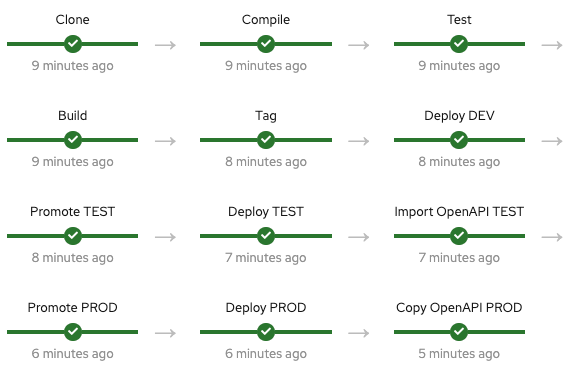 Clone
Compile
Test
9 minutes ago
9 minutes ago
9 minutes ago
Build
Tag
Deploy DEV
9 minutes ago
8 minutes ago
8 minutes ago
Promote TEST
Deploy TEST
Import OpenAPI TEST
8 minutes ago
7 minutes ago
7 minutes ago
Promote PROD
Deploy PROD
Copy OpenAPI PROD
6 minutes ago
6 minutes ago
5 minutes ago